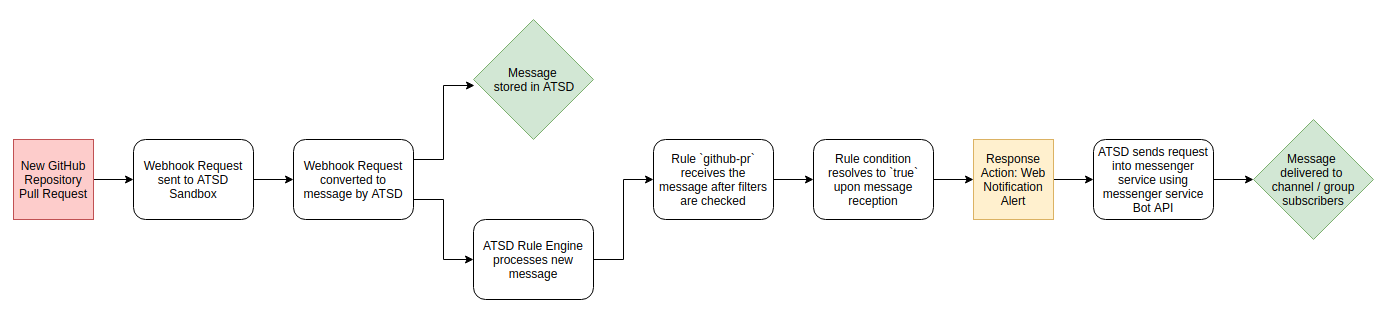 New GitHub
Repository
Pull Request
Webhook Request
sent to ATSD
Sandbox
Webhook Request
converted to
message by ATSD
Message
stored in ATSD
ATSD Rule Engine
processes new
message
Rule `github-pr`
receives the
message after filters
are checked
Rule condition
resolves to `true`
upon message
reception
Response
Action: Web
Notification
Alert
ATSD sends request
into messenger
service using
messenger service
Bot API
Message
delivered to
channel / group
subscribers